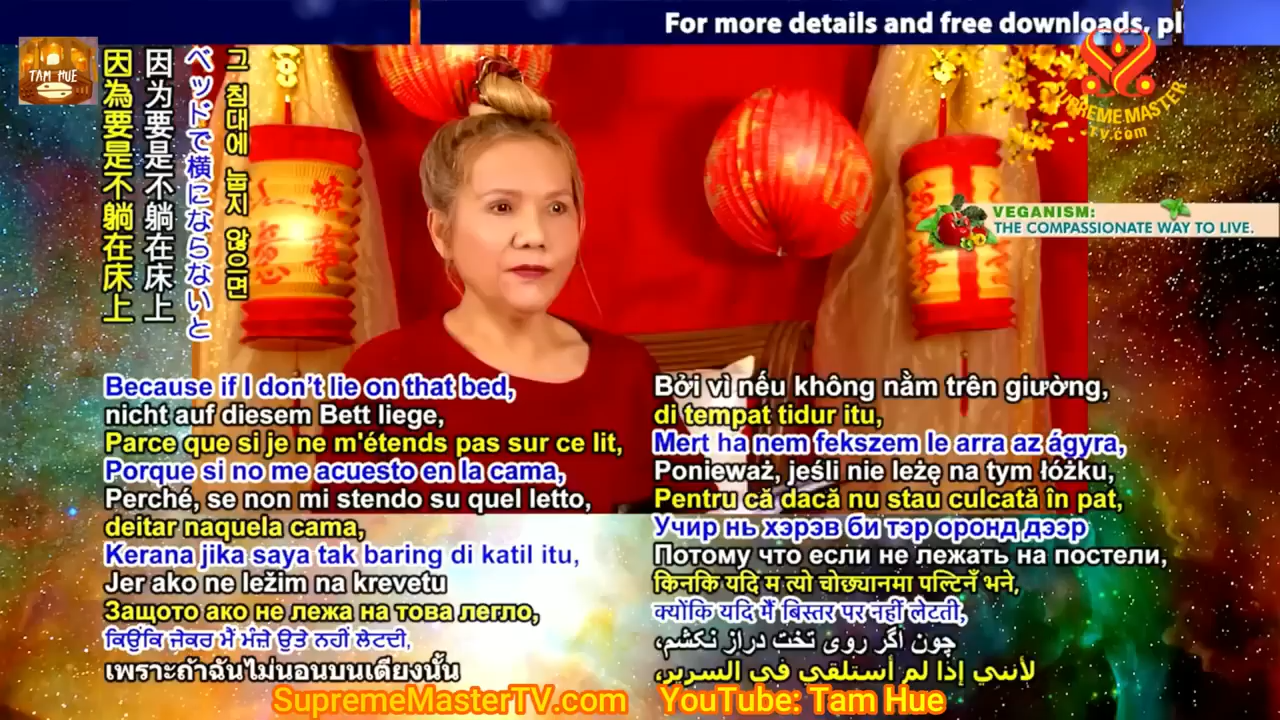 For more details and free downloads, pl
TAM HUE
因為要是不躺在床上
因为要是不躺在床上
ベッドで横にならないと
그 침대에 눕지 않으면
SUPREME MASTER
TV.com
VEGANISM:
THE COMPASSIONATE WAY TO LIVE.
Because if I don't lie on that bed,
nicht auf diesem Bett liege,
Parce que si je ne m'étends pas sur ce lit,
Porque si no me acuesto en la cama,
Perché, se non mi stendo su quel letto,
deitar naquela cama,
Kerana jika saya tak baring di katil itu,
Jer ako ne ležim na krevetu
Защото ако не лежа на това легло,
ਕਿਉਂਕਿ ਜੇਕਰ ਮੈਂ ਮੰਜੇ ਉਤੇ ਨਹੀਂ ਲੇਟਦੀ,
เพราะถ้าฉันไม่นอนบนเตียงนั้น
Bởi vì nếu không nằm trên giường,
di tempat tidur itu,
Mert ha nem fekszem le arra az ágyra,
Ponieważ, jeśli nie leżę na tym łóżku,
Pentru că dacă nu stau culcată în pat,
Учир нь хэрэв би тэр оронд дээр
Потому что если не лежать на постели,
किनकि यदि म त्यो चोछ्यानमा पल्टिनँ भने,
क्योंकि यदि मैं बिस्तर पर नहीं लेटती,
چون اگر روی تخت دراز نکشم،
لأنني إذا لم أستلقي في السرير،
SupremeMasterTV.com
YouTube: Tam Hue